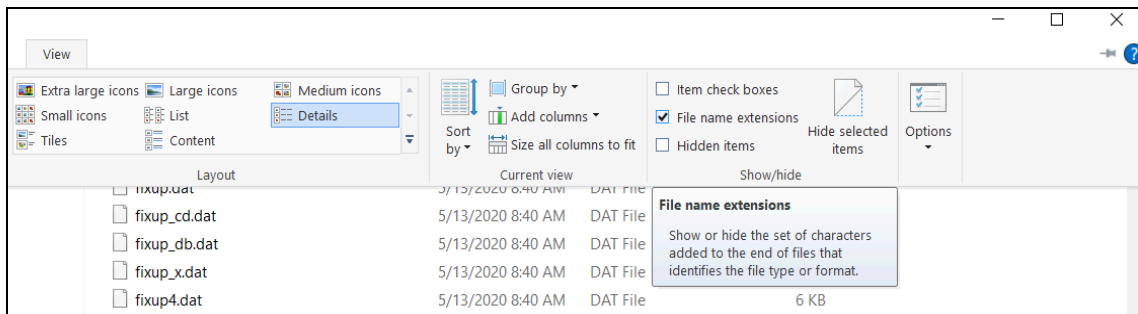 View
?
Extra large icons Large icons Medium icons
Small icons List Details
Tiles Content
Layout
Sort by
Group by
Add columns
Size all columns to fit
Current view
Item check boxes
File name extensions
Hidden items
Hide selected
items
Show/hide
Options
fixup.dat 5/13/2020 8:40 AM DAT File
fixup_cd.dat 5/13/2020 8:40 AM DAT File
fixup_db.dat 5/13/2020 8:40 AM DAT File
fixup_x.dat 5/13/2020 8:40 AM DAT File
fixup4.dat 5/13/2020 8:40 AM DAT File 6 KB
File name extensions
Show or hide the set of characters
added to the end of files that
identifies the file type or format.